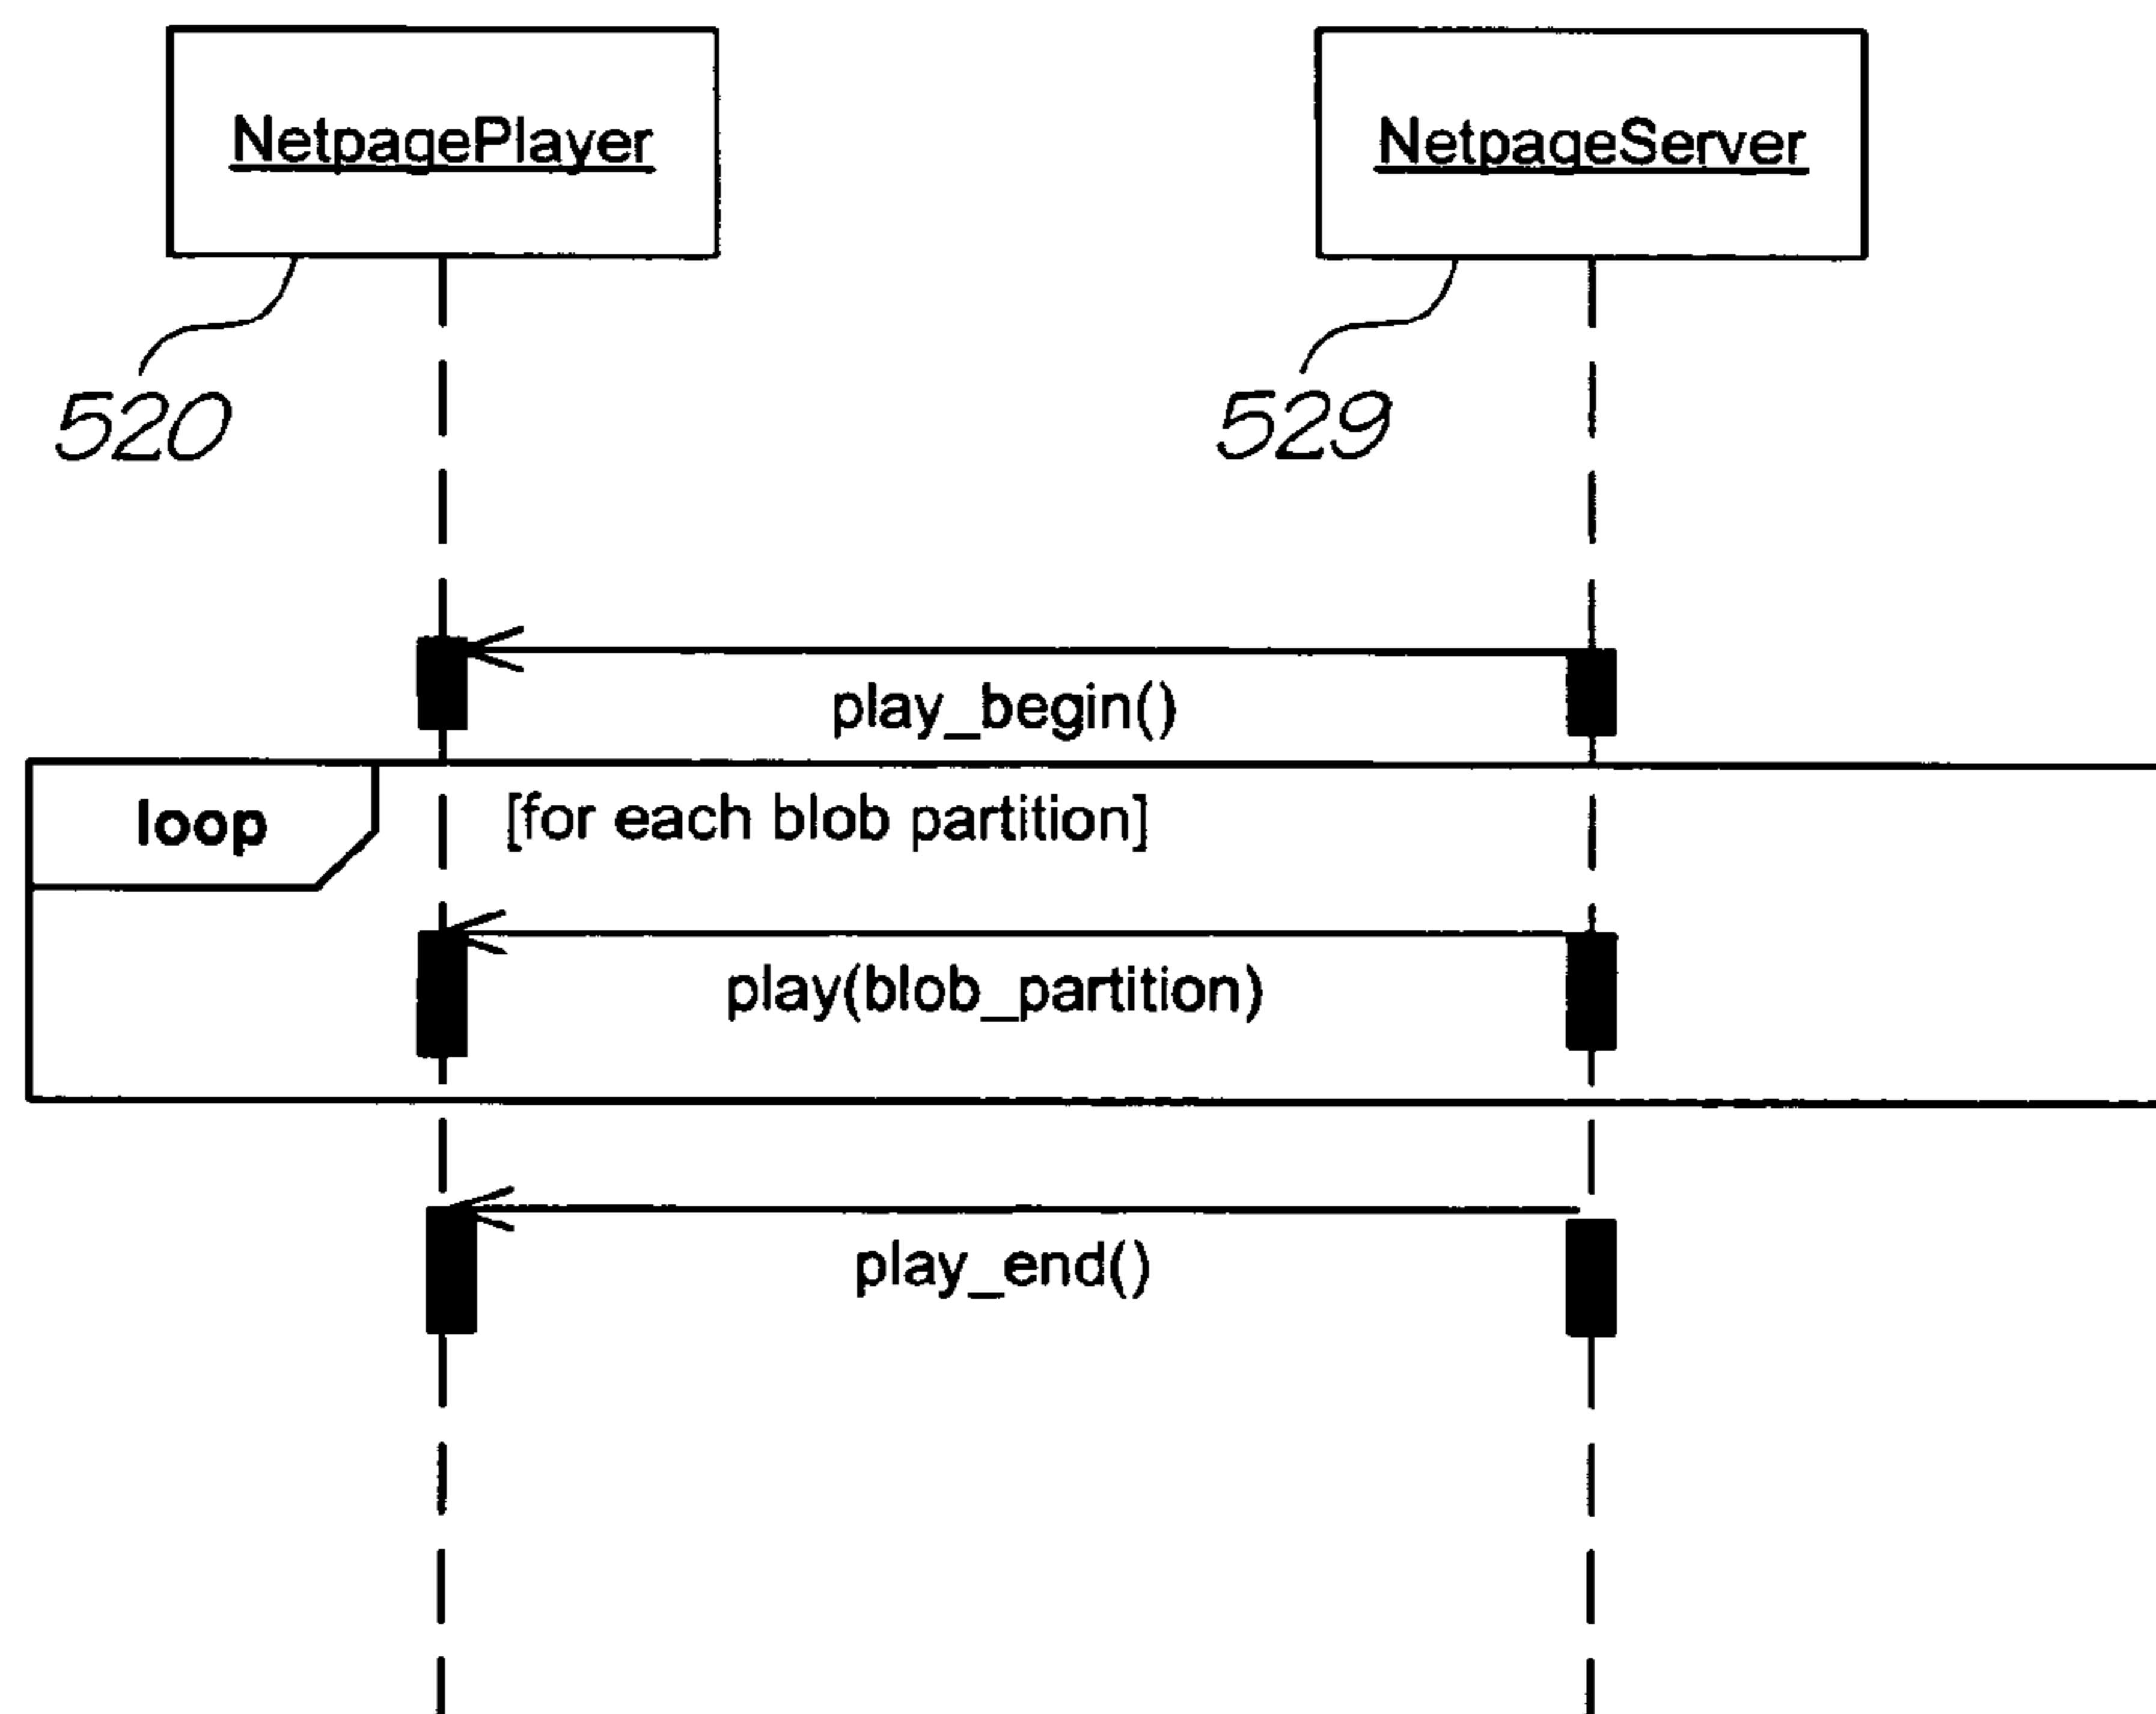 NetpagePlayer
NetpageServer
520
529
play_begin()
loop
[for each blob partition]
play(blob_partition)
play_end()